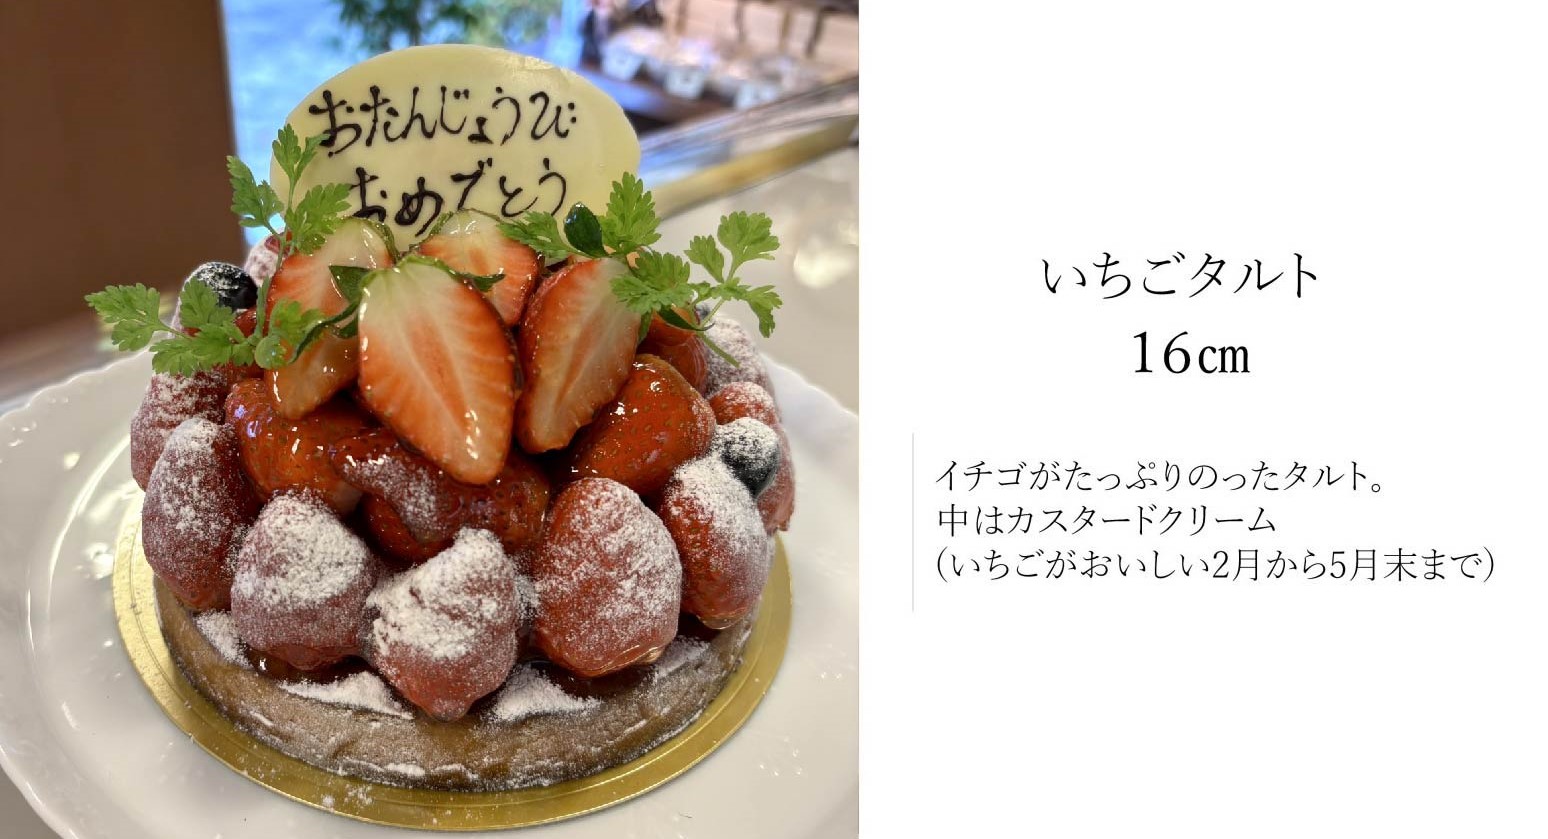 おたんじょうび
おめでとう
いちごタルト
16㎝
イチゴがたっぷりのったタルト。
中はカスタードクリーム
(いちごがおいしい2月から5月末まで)